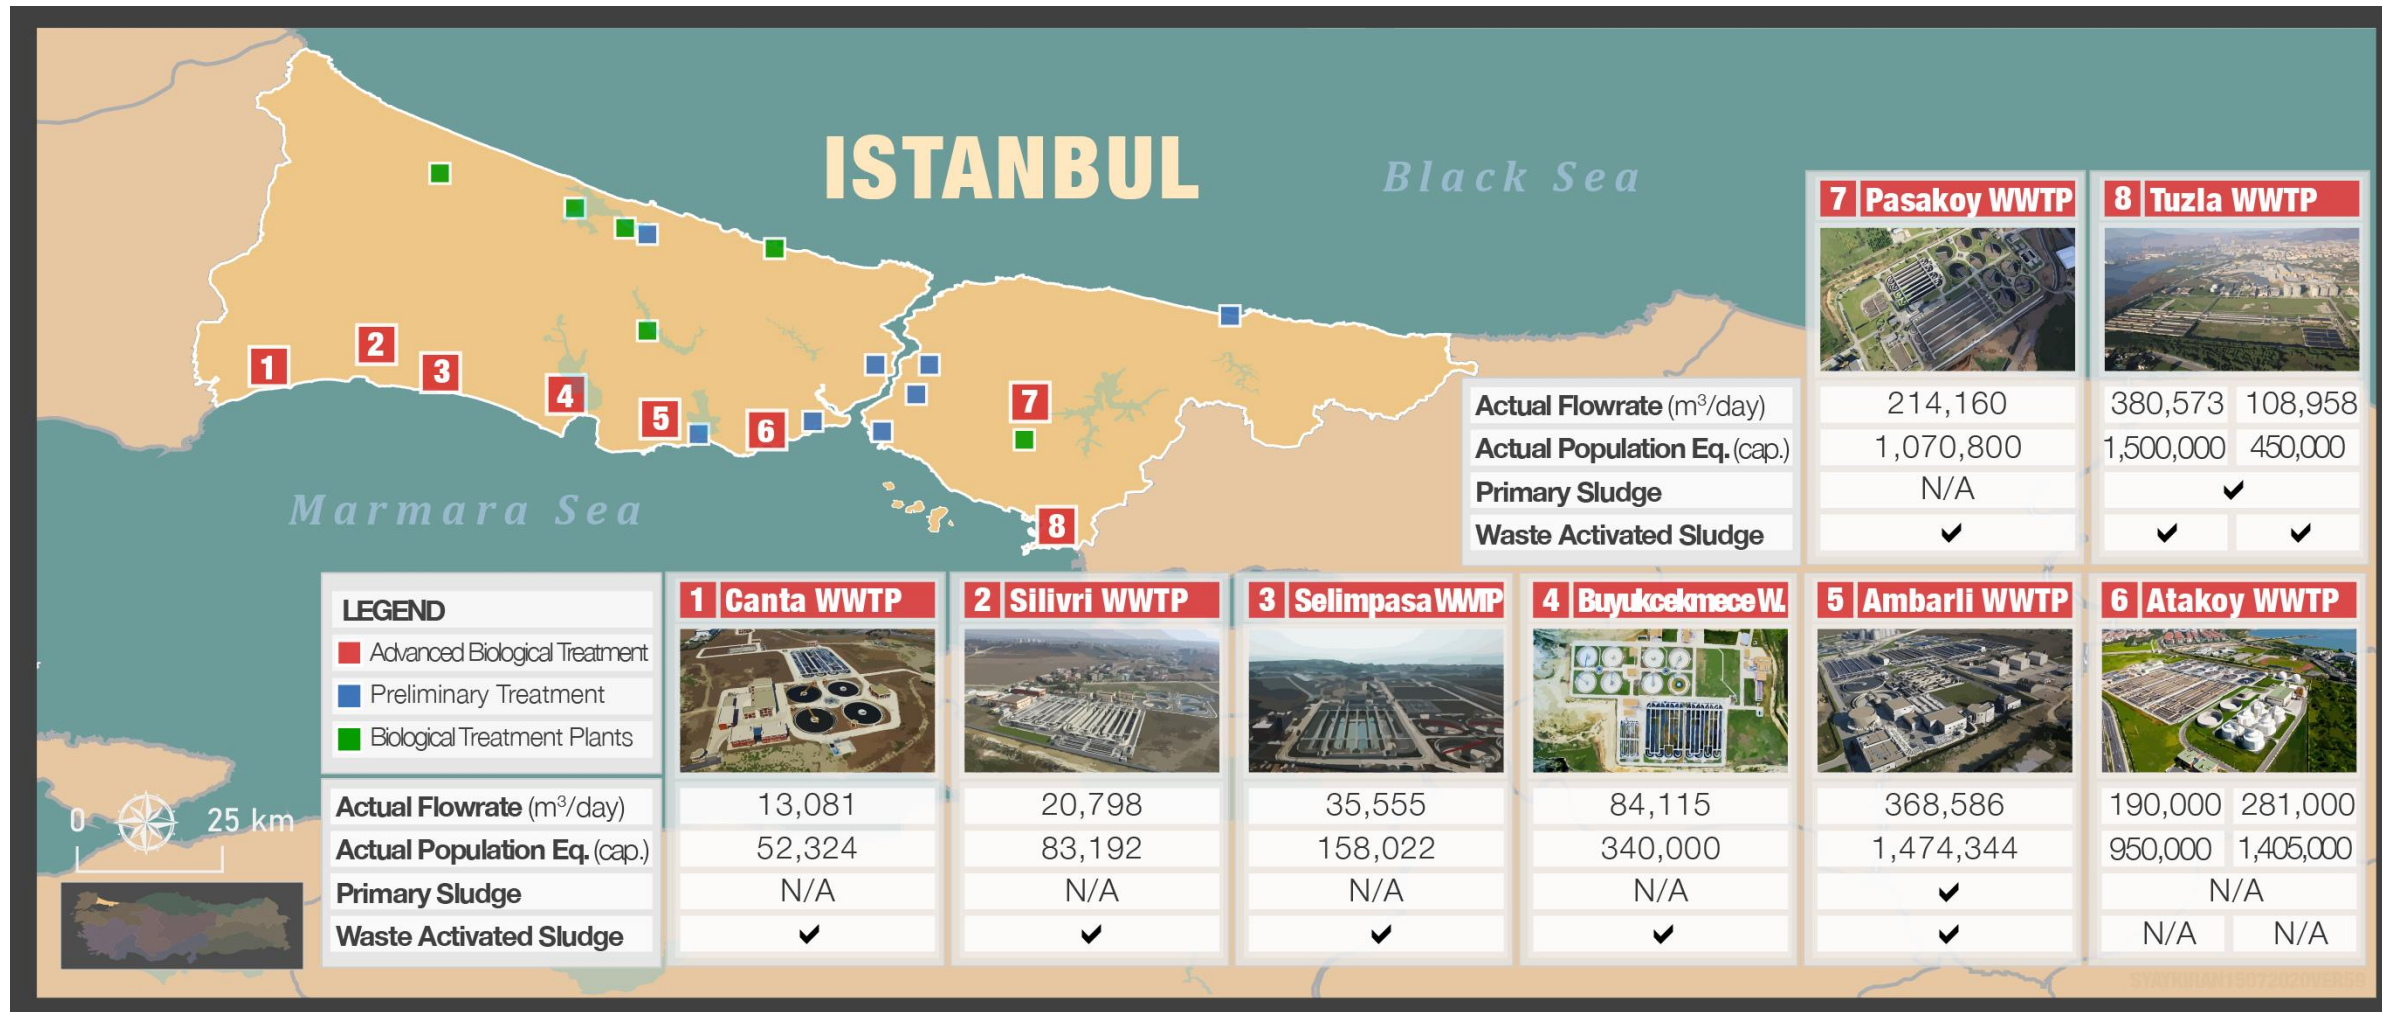 ISTANBUL
Black Sea
Marmara Sea
1
2
3
4
5
6
7
8
7 Pasakoy WWTP
8 Tuzla WWTP
Actual Flowrate (m³/day) 214,160 380,573 108,958
Actual Population Eq. (cap.) 1,070,800 1,500,000 450,000
Primary Sludge N/A ✔
Waste Activated Sludge ✔ ✔ ✔
LEGEND
Advanced Biological Treatment
Preliminary Treatment
Biological Treatment Plants
1 Canta WWTP
2 Silivri WWTP
3 Selimpasa WWTP
4 Buyukcekmece W.
5 Ambarli WWTP
6 Atakoy WWTP
Actual Flowrate (m³/day) 13,081 20,798 35,555 84,115 368,586 190,000 281,000
Actual Population Eq. (cap.) 52,324 83,192 158,022 340,000 1,474,344 950,000 1,405,000
Primary Sludge N/A N/A N/A N/A ✔ N/A
Waste Activated Sludge ✔ ✔ ✔ ✔ ✔ N/A N/A
0 25 km